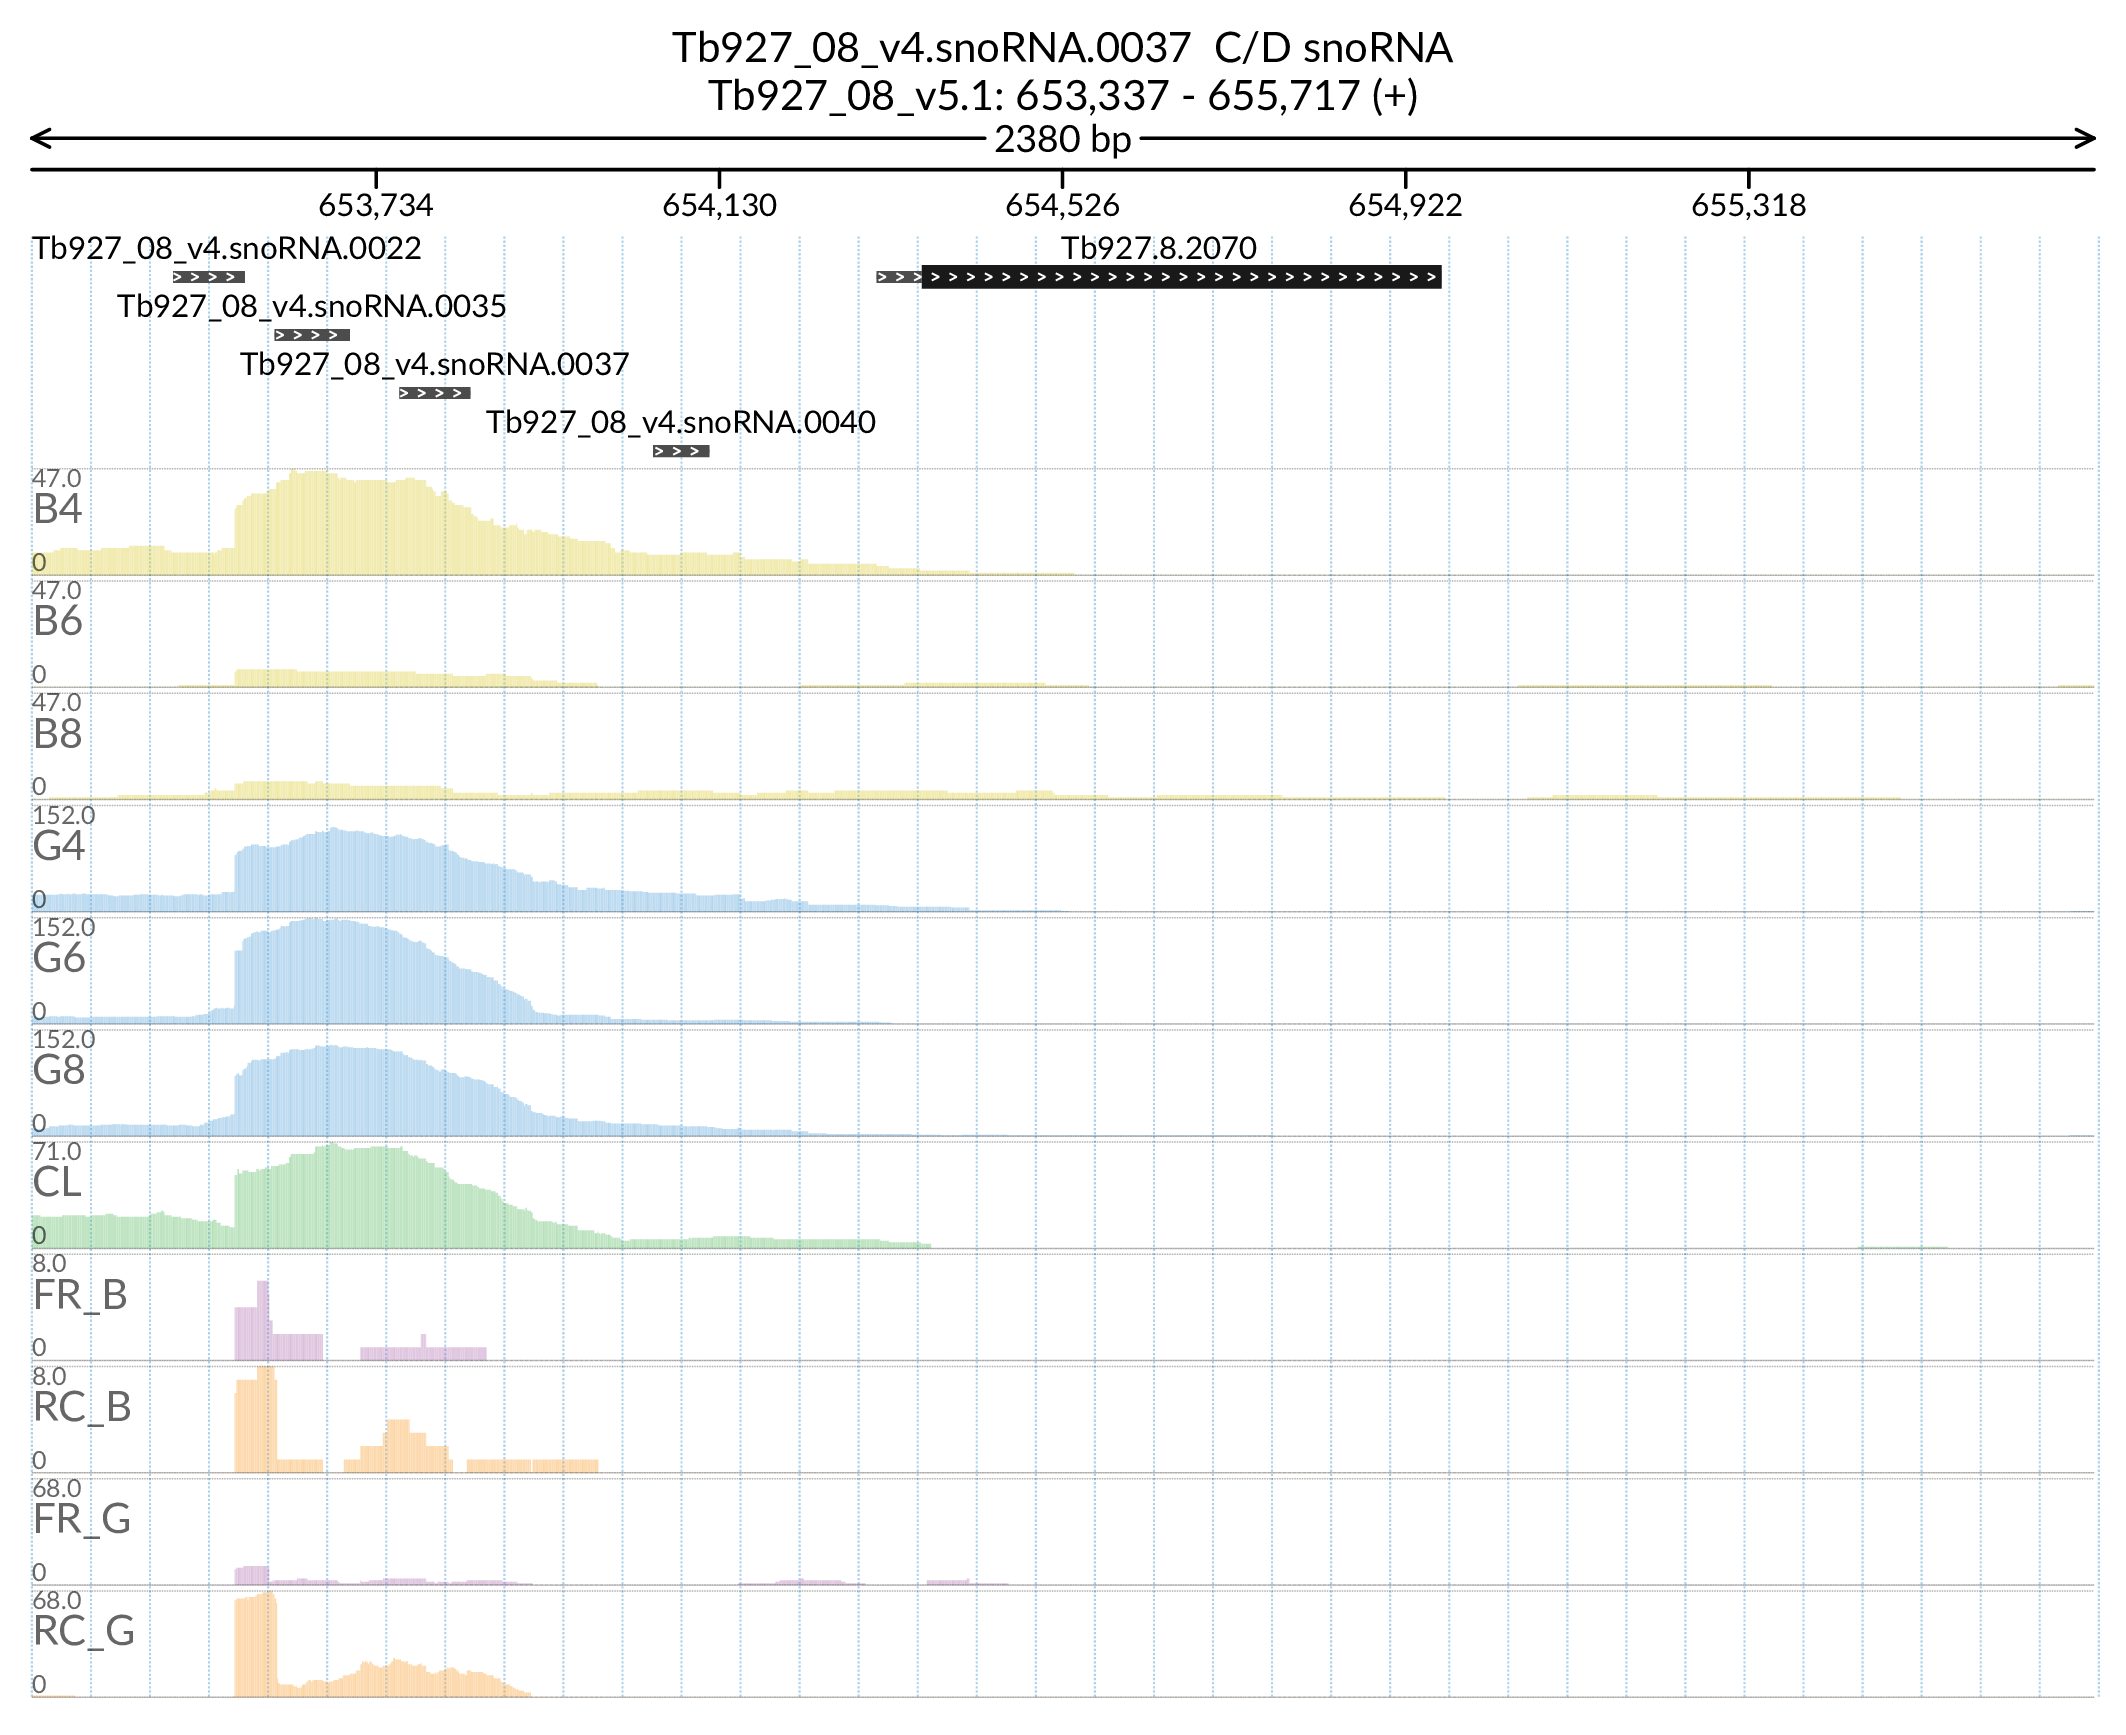 Tb927_08_v4.snoRNA.0037  C/D snoRNA
Tb927_08_v5.1: 653,337 - 655,717 (+)
2380 bp
653,734 654,130 654,526 654,922 655,318
Tb927_08_v4.snoRNA.0022 Tb927.8.2070
Tb927_08_v4.snoRNA.0035
Tb927_08_v4.snoRNA.0037
Tb927_08_v4.snoRNA.0040
47.0
B4
0
47.0
B6
0
47.0
B8
0
152.0
G4
0
152.0
G6
0
152.0
G8
0
71.0
CL
0
8.0
FR_B
0
8.0
RC_B
0
68.0
FR_G
0
68.0
RC_G
0